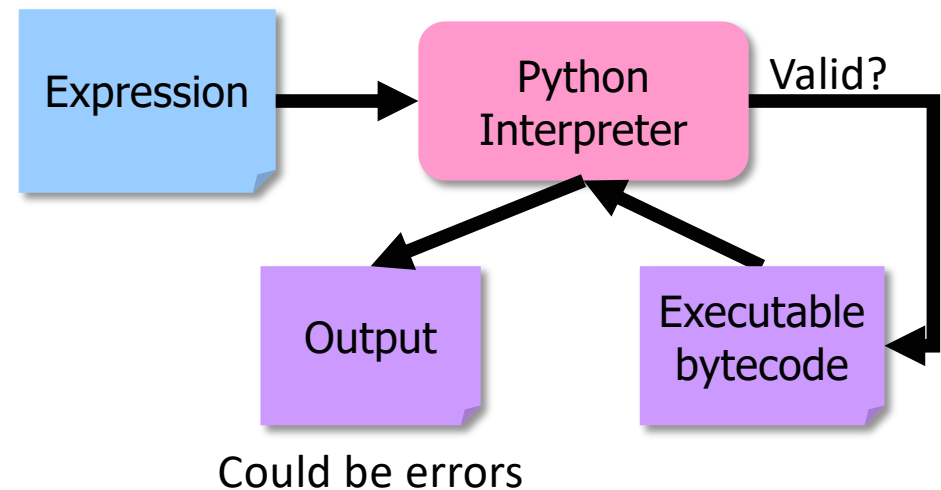 Expression
Python
Interpreter
Valid?
Output
Executable
bytecode
Could be errors